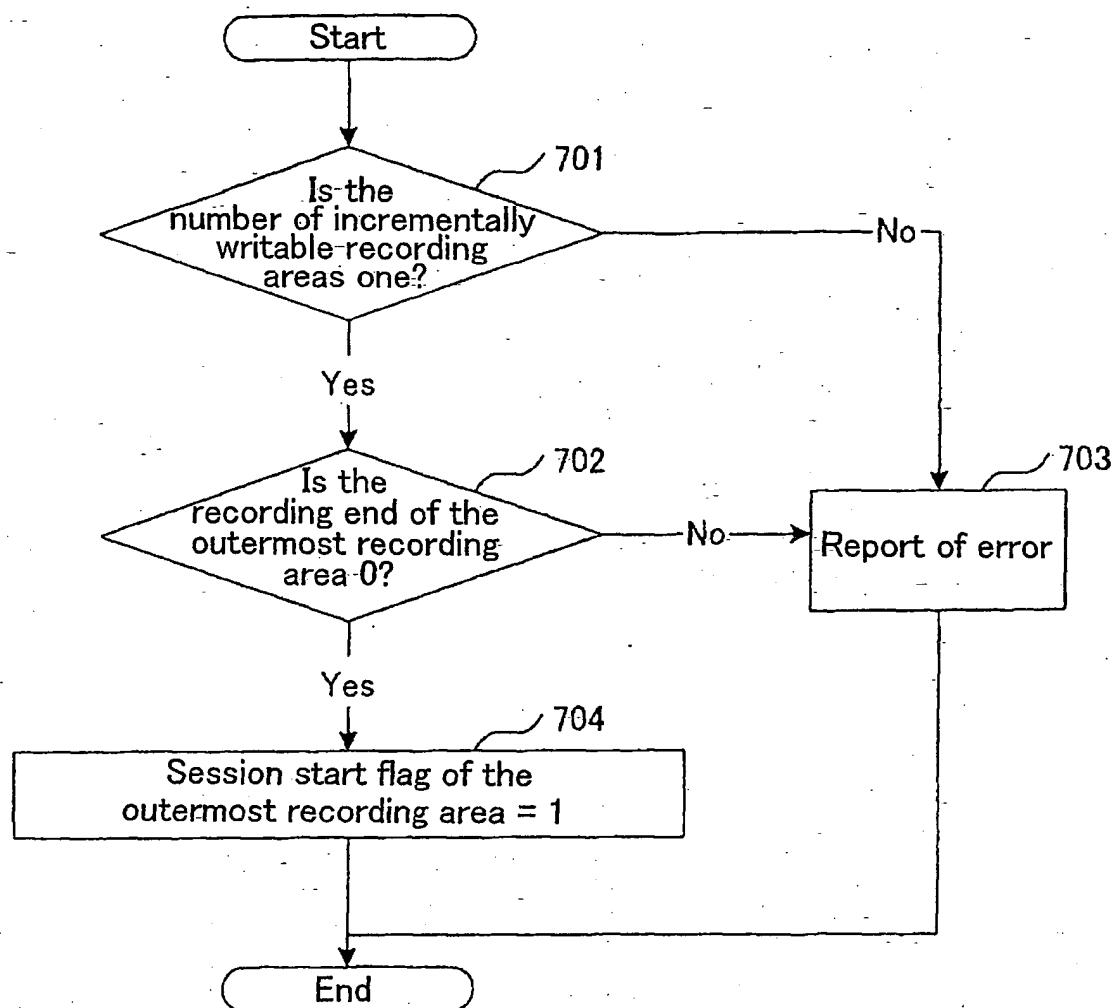 Start
701
Is the
number of incrementally
writable recording
areas one?
No
Yes
702
Is the
recording end of the
outermost recording
area 0?
No
703
Report of error
Yes
704
Session start flag of the
outermost recording area = 1
End